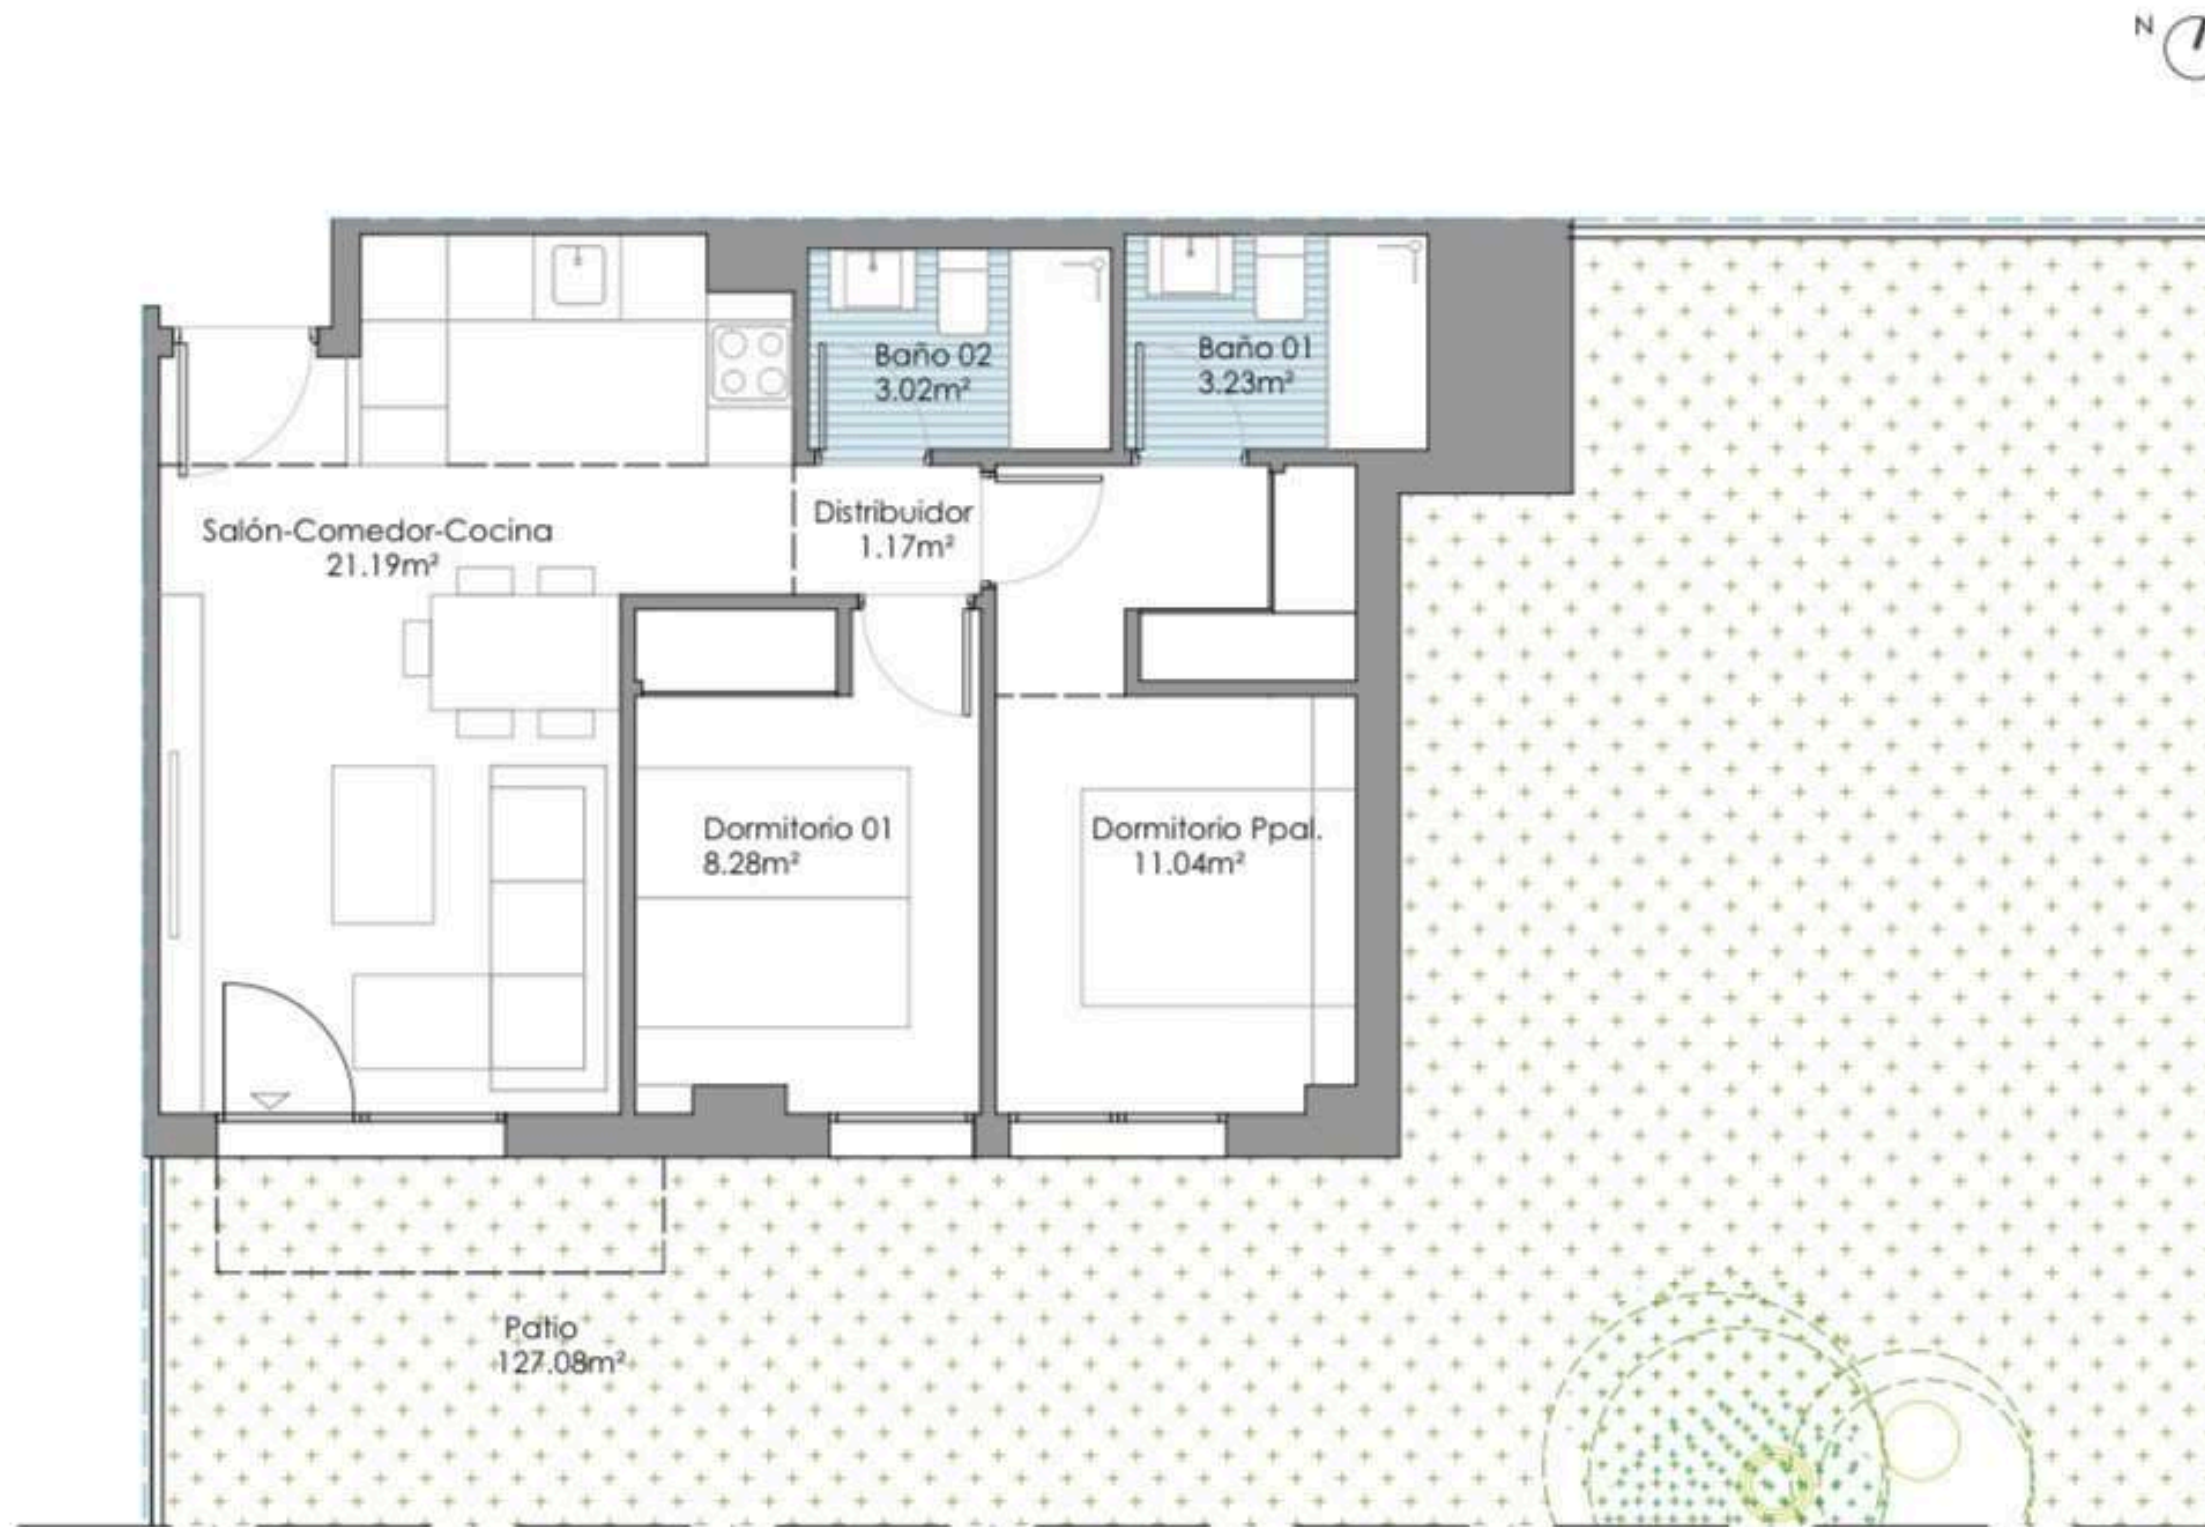 N
Baño 02
3.02m²
Baño 01
3.23m²
Salón-Comedor-Cocina
21.19m²
Distribuidor
1.17m²
Dormitorio 01
8.28m²
Dormitorio Ppal.
11.04m²
Patio
127.08m²